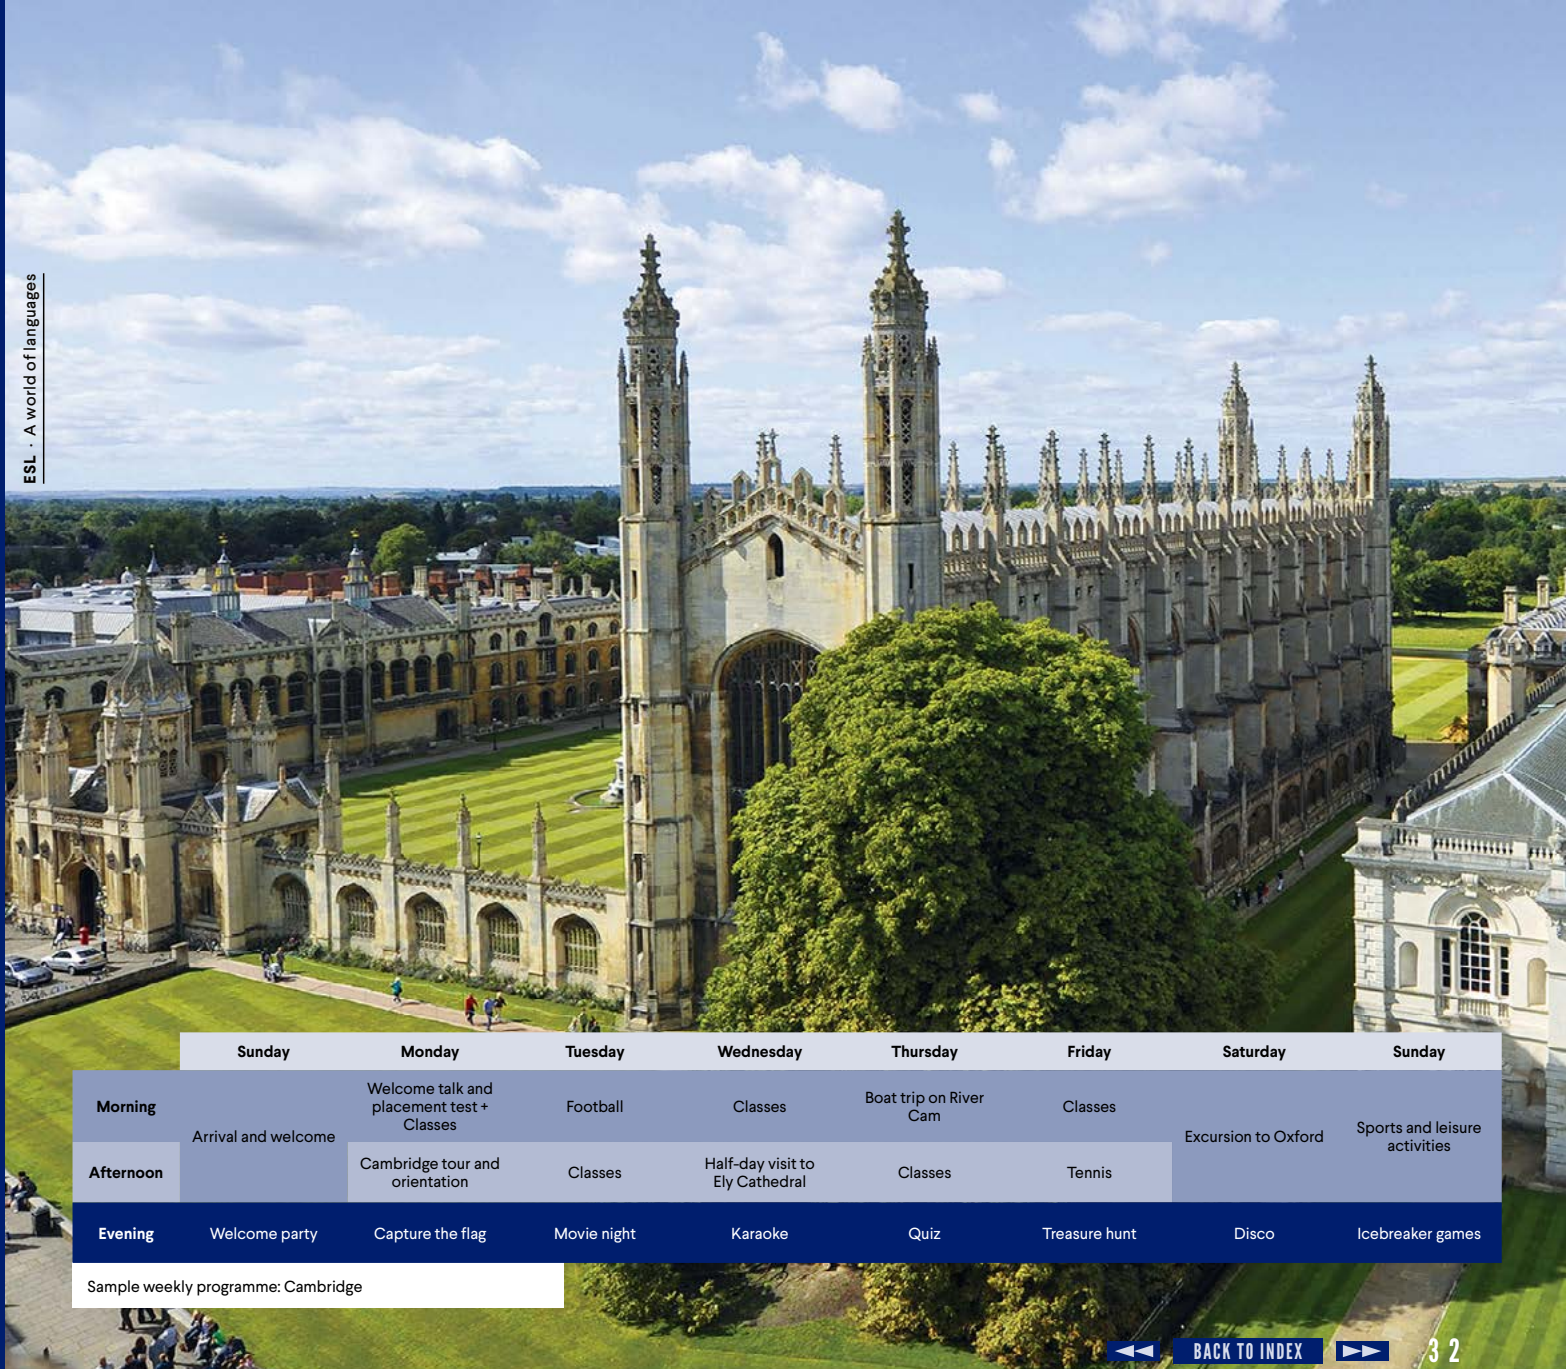 ESL · A world of languages
Sunday
Monday
Tuesday
Wednesday
Thursday
Friday
Saturday
Sunday
Morning
Arrival and welcome
Welcome talk and
placement test +
Classes
Football
Classes
Boat trip on River
Cam
Classes
Excursion to Oxford
Sports and leisure
activities
Afternoon
Cambridge tour and
orientation
Classes
Half-day visit to
Ely Cathedral
Classes
Tennis
Evening
Welcome party
Capture the flag
Movie night
Karaoke
Quiz
Treasure hunt
Disco
Icebreaker games
Sample weekly programme: Cambridge
BACK TO INDEX
32